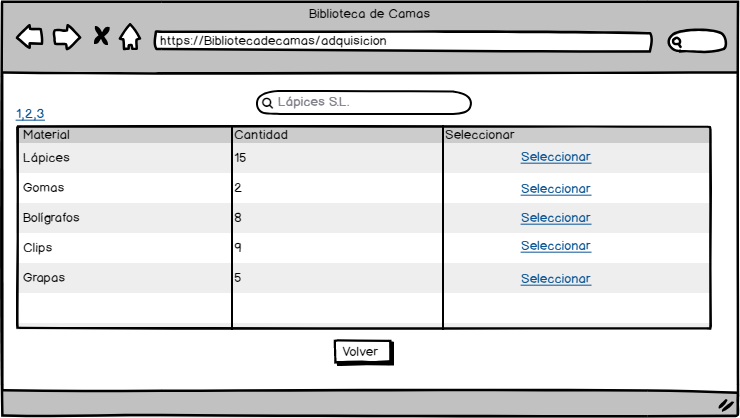 Biblioteca de Camas
https://Bibliotecadecamas/adquisicion
Lápices S.L.
1,2,3
Material Cantidad Seleccionar
Lápices 15 Seleccionar
Gomas 2 Seleccionar
Bolígrafos 8 Seleccionar
Clips 9 Seleccionar
Grapas 5 Seleccionar
Volver